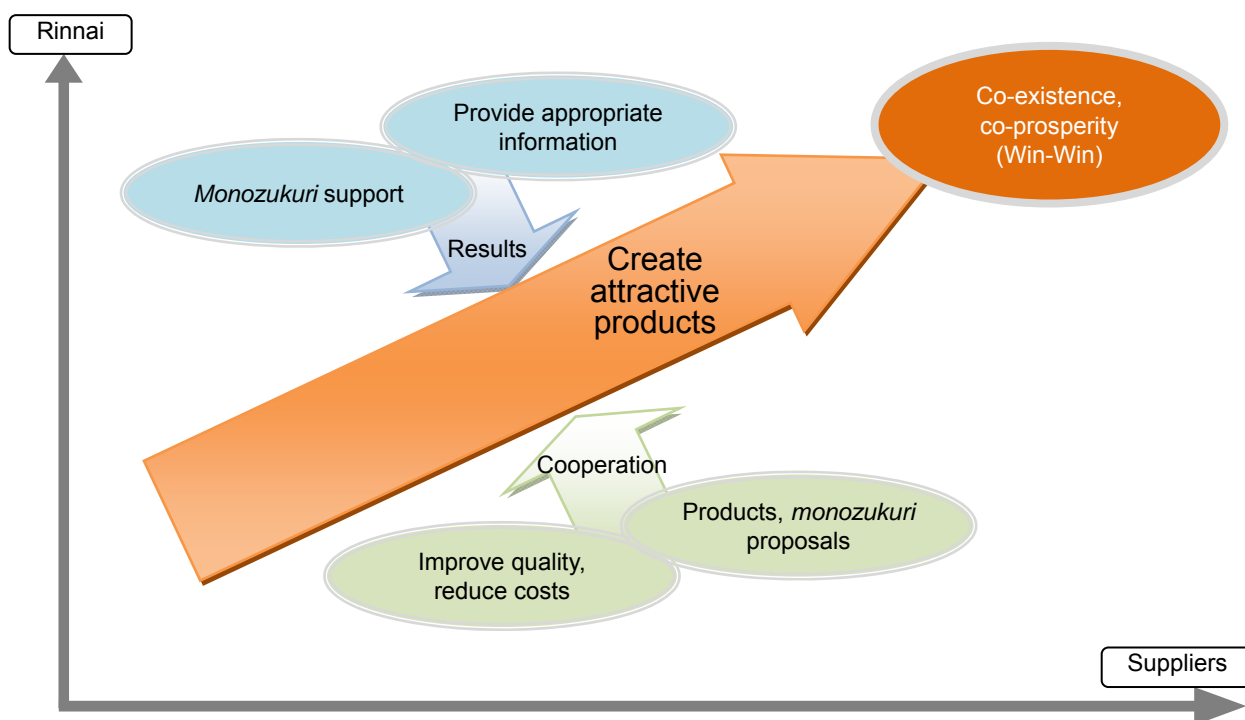 Rinnai
Provide appropriate
information
Monozukuri support
Results
Co-existence,
co-prosperity
(Win-Win)
Create
attractive
products
Cooperation
Products, monozukuri
proposals
Improve quality,
reduce costs
Suppliers